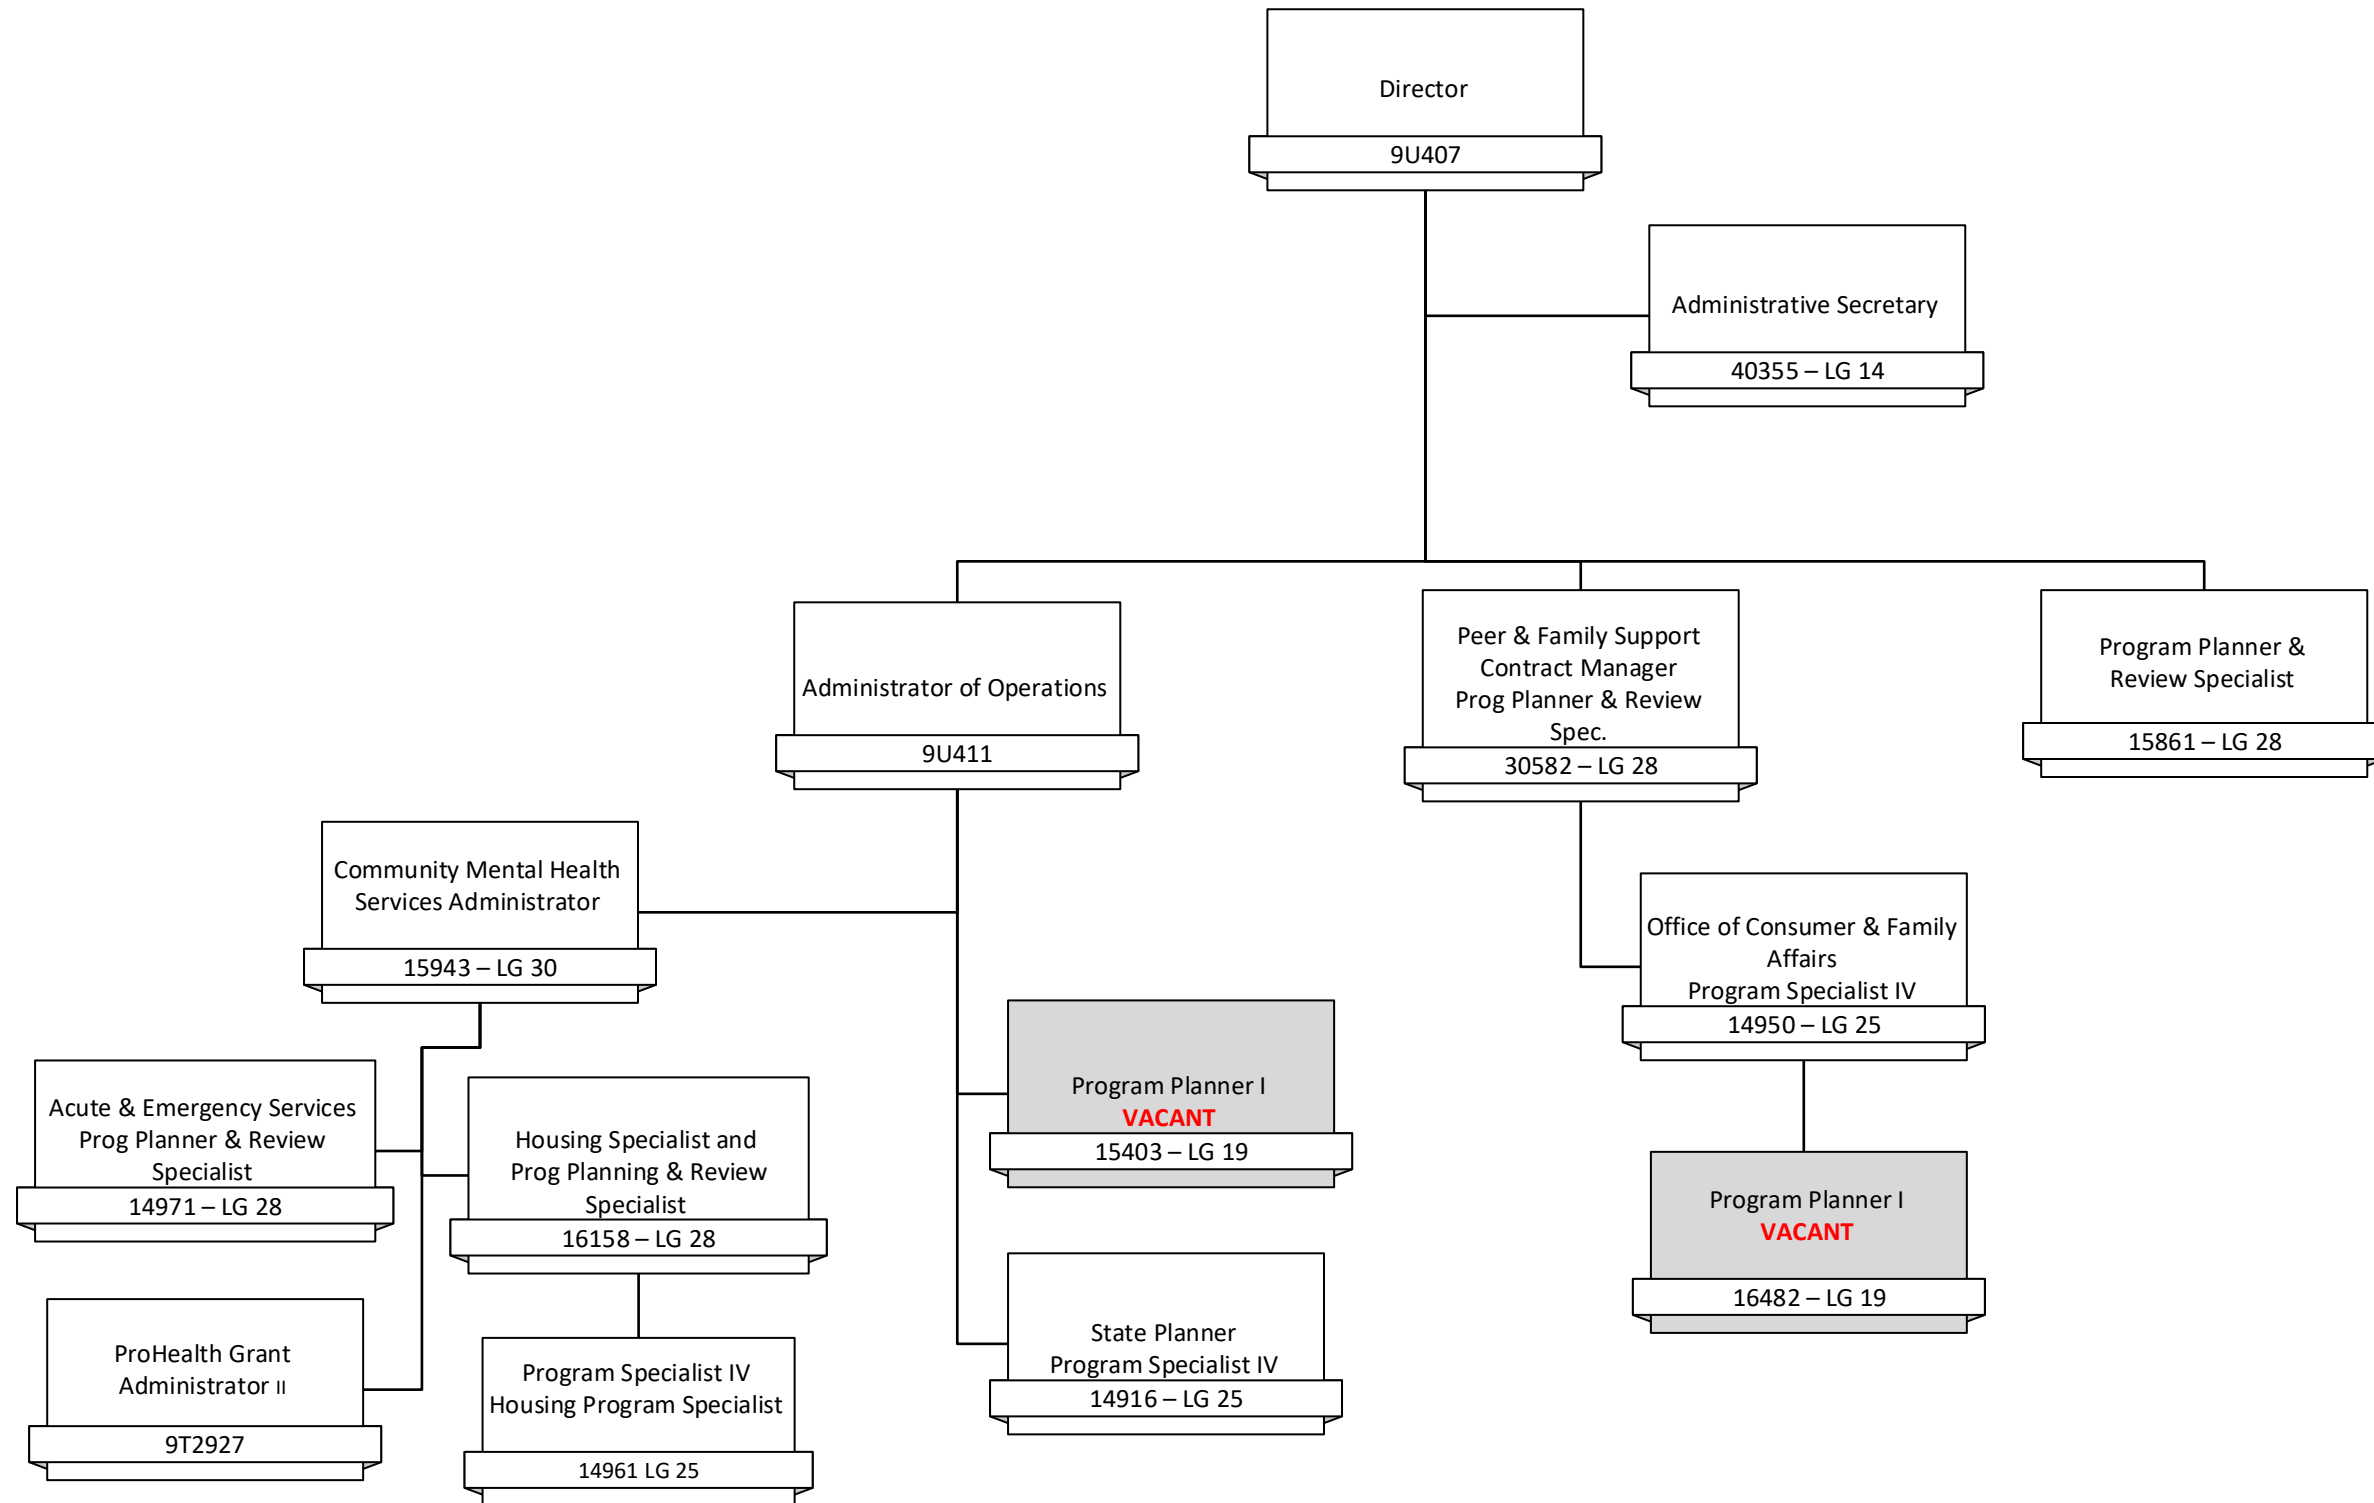 Director
9U407
Administrative Secretary
40355 – LG 14
Administrator of Operations
9U411
Peer & Family Support
Contract Manager
Prog Planner & Review
Spec.
30582 – LG 28
Program Planner &
Review Specialist
15861 – LG 28
Community Mental Health
Services Administrator
15943 – LG 30
Office of Consumer & Family
Affairs
Program Specialist IV
14950 – LG 25
Acute & Emergency Services
Prog Planner & Review
Specialist
14971 – LG 28
Housing Specialist and
Prog Planning & Review
Specialist
16158 – LG 28
Program Planner I
VACANT
15403 – LG 19
Program Planner I
VACANT
16482 – LG 19
ProHealth Grant
Administrator II
9T2927
Program Specialist IV
Housing Program Specialist
14961 LG 25
State Planner
Program Specialist IV
14916 – LG 25